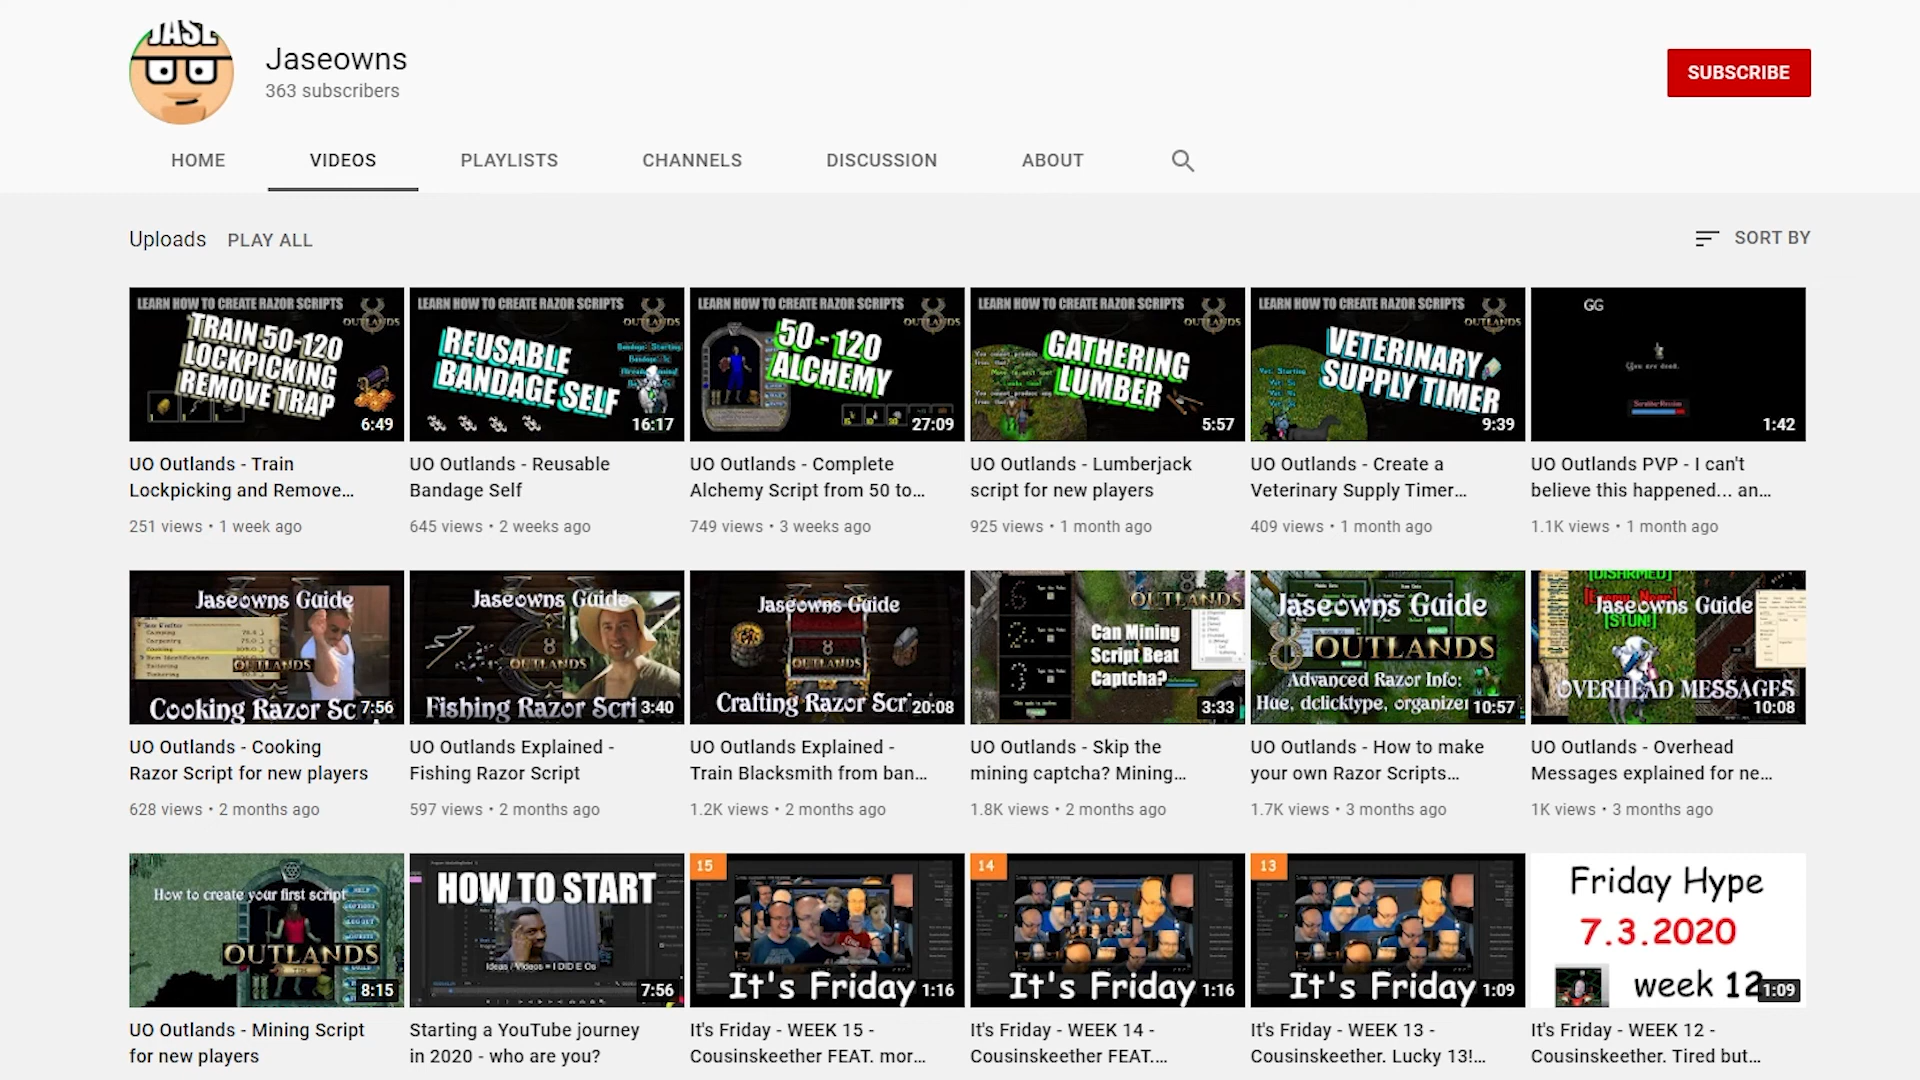 JASE
Jaseowns
363 subscribers
SUBSCRIBE
HOME
VIDEOS
PLAYLISTS
CHANNELS
DISCUSSION
ABOUT
Uploads
PLAY ALL
SORT BY
LEARN HOW TO CREATE RAZOR SCRIPTS
OUTLANDS
TRAIN 50-120
LOCKPICKING
REMOVE TRAP
6:49
LEARN HOW TO CREATE RAZOR SCRIPTS
OUTLANDS
REUSABLE
BANDAGE SELF
16:17
LEARN HOW TO CREATE RAZOR SCRIPTS
OUTLANDS
50 - 120
ALCHEMY
27:09
LEARN HOW TO CREATE RAZOR SCRIPTS
OUTLANDS
GATHERING
LUMBER
5:57
LEARN HOW TO CREATE RAZOR SCRIPTS
OUTLANDS
VETERINARY
SUPPLY TIMER
9:39
GG
You are dead.
1:42
UO Outlands - Train
Lockpicking and Remove...
251 views • 1 week ago
UO Outlands - Reusable
Bandage Self
645 views • 2 weeks ago
UO Outlands - Complete
Alchemy Script from 50 to...
749 views • 3 weeks ago
UO Outlands - Lumberjack
script for new players
925 views • 1 month ago
UO Outlands - Create a
Veterinary Supply Timer...
409 views • 1 month ago
UO Outlands PVP - I can't
believe this happened... an...
1.1K views • 1 month ago
Jaseowns Guide
OUTLANDS
Cooking Razor Sc
7:56
Jaseowns Guide
OUTLANDS
Fishing Razor Scri
3:40
Jaseowns Guide
OUTLANDS
Crafting Razor Scr
20:08
OUTLANDS
Can Mining
Script Beat
Captcha?
3:33
Jaseowns Guide
OUTLANDS
Advanced Razor Info:
Hue, dclicktype, organizer
10:57
[DISARMED]
Jaseowns Guide
[STUN!]
OVERHEAD MESSAGES
10:08
UO Outlands - Cooking
Razor Script for new players
628 views • 2 months ago
UO Outlands Explained -
Fishing Razor Script
597 views • 2 months ago
UO Outlands Explained -
Train Blacksmith from ban...
1.2K views • 2 months ago
UO Outlands - Skip the
mining captcha? Mining...
1.8K views • 2 months ago
UO Outlands - How to make
your own Razor Scripts...
1.7K views • 3 months ago
UO Outlands - Overhead
Messages explained for ne...
1K views • 3 months ago
How to create your first script
OUTLANDS
8:15
HOW TO START
Ideas / Videos = I DID E Os
7:56
15
It's Friday
1:16
14
It's Friday
1:16
13
It's Friday
1:09
Friday Hype
7.3.2020
week 12
1:09
UO Outlands - Mining Script
for new players
Starting a YouTube journey
in 2020 - who are you?
It's Friday - WEEK 15 -
Cousinskeether FEAT. mor...
It's Friday - WEEK 14 -
Cousinskeether FEAT....
It's Friday - WEEK 13 -
Cousinskeether. Lucky 13!...
It's Friday - WEEK 12 -
Cousinskeether. Tired but...